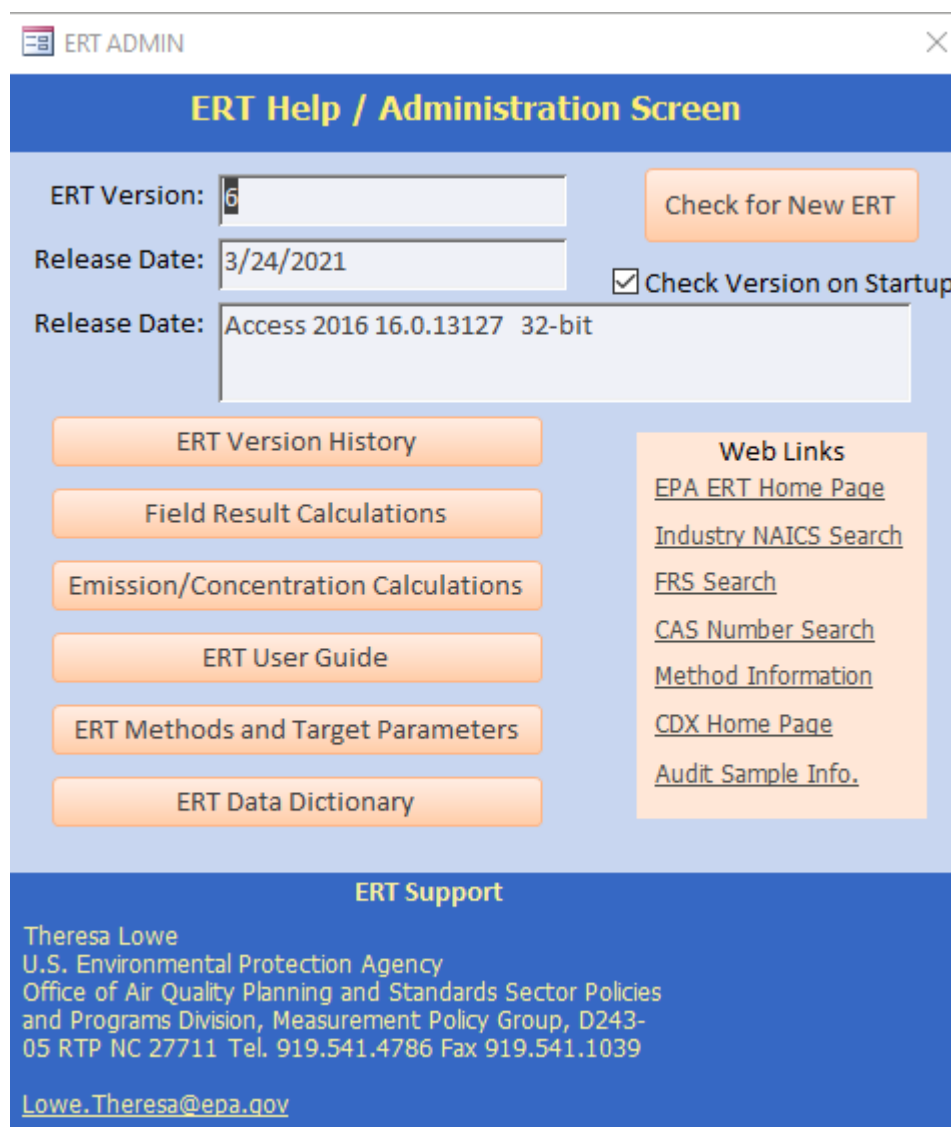 ERT ADMIN
ERT Help / Administration Screen
ERT Version: 6
Check for New ERT
Release Date: 3/24/2021
Check Version on Startup
Release Date: Access 2016 16.0.13127 32-bit
ERT Version History
Field Result Calculations
Emission/Concentration Calculations
ERT User Guide
ERT Methods and Target Parameters
ERT Data Dictionary
Web Links
EPA ERT Home Page
Industry NAICS Search
FRS Search
CAS Number Search
Method Information
CDX Home Page
Audit Sample Info.
ERT Support
Theresa Lowe
U.S. Environmental Protection Agency
Office of Air Quality Planning and Standards Sector Policies
and Programs Division, Measurement Policy Group, D243-
05 RTP NC 27711 Tel. 919.541.4786 Fax 919.541.1039
Lowe.Theresa@epa.gov